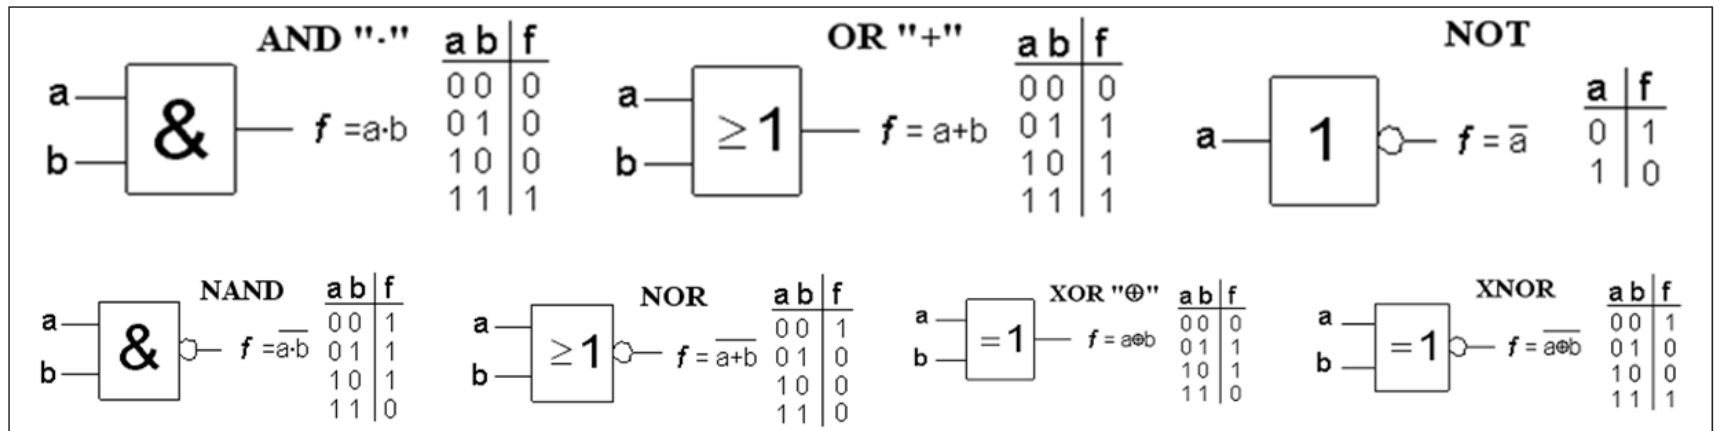 AND "·"
a b f
0 0 0
0 1 0
1 0 0
1 1 1
a
b
&
f =a·b
OR "+"
a b f
0 0 0
0 1 1
1 0 1
1 1 1
a
b
≥1
f = a+b
NOT
a f
0 1
1 0
a
1
f = a̅
NAND
a b f
0 0 1
0 1 1
1 0 1
1 1 0
a
b
&
f =a̅·̅b̅
NOR
a b f
0 0 1
0 1 0
1 0 0
1 1 0
a
b
≥1
f = a̅+̅b̅
XOR "⊕"
a b f
0 0 0
0 1 1
1 0 1
1 1 0
a
b
=1
f = a⊕b
XNOR
a b f
0 0 1
0 1 0
1 0 0
1 1 1
a
b
=1
f = a̅⊕̅b̅